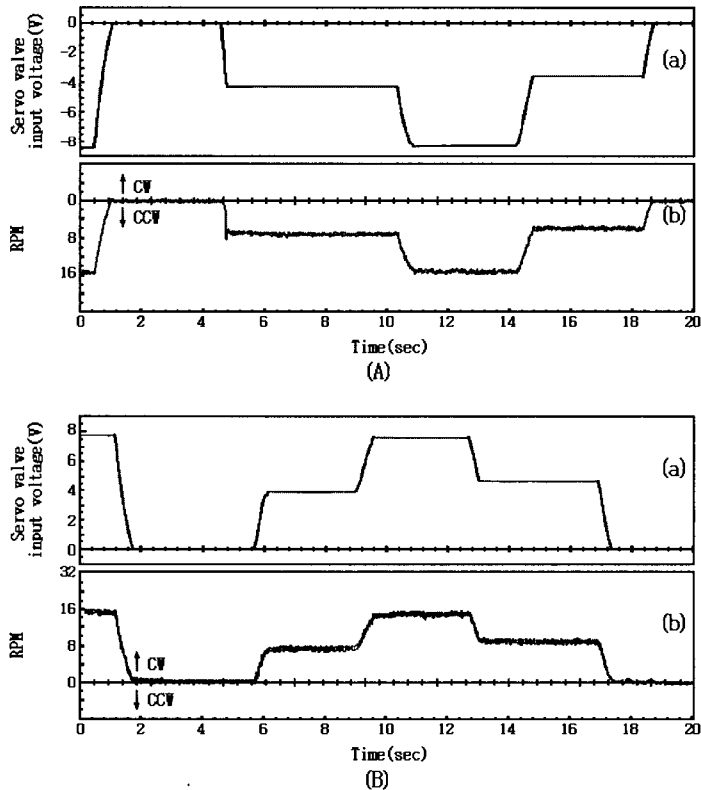 Servo valve
input voltage(V)
0
-2
-4
-6
-8
(a)
RPM
0
8
16
CW
CCW
(b)
0 2 4 6 8 10 12 14 16 18 20
Time(sec)
(A)
Servo valve
input voltage(V)
8
6
4
2
0
(a)
RPM
32
16
8
0
CW
CCW
(b)
0 2 4 6 8 10 12 14 16 18 20
Time(sec)
(B)